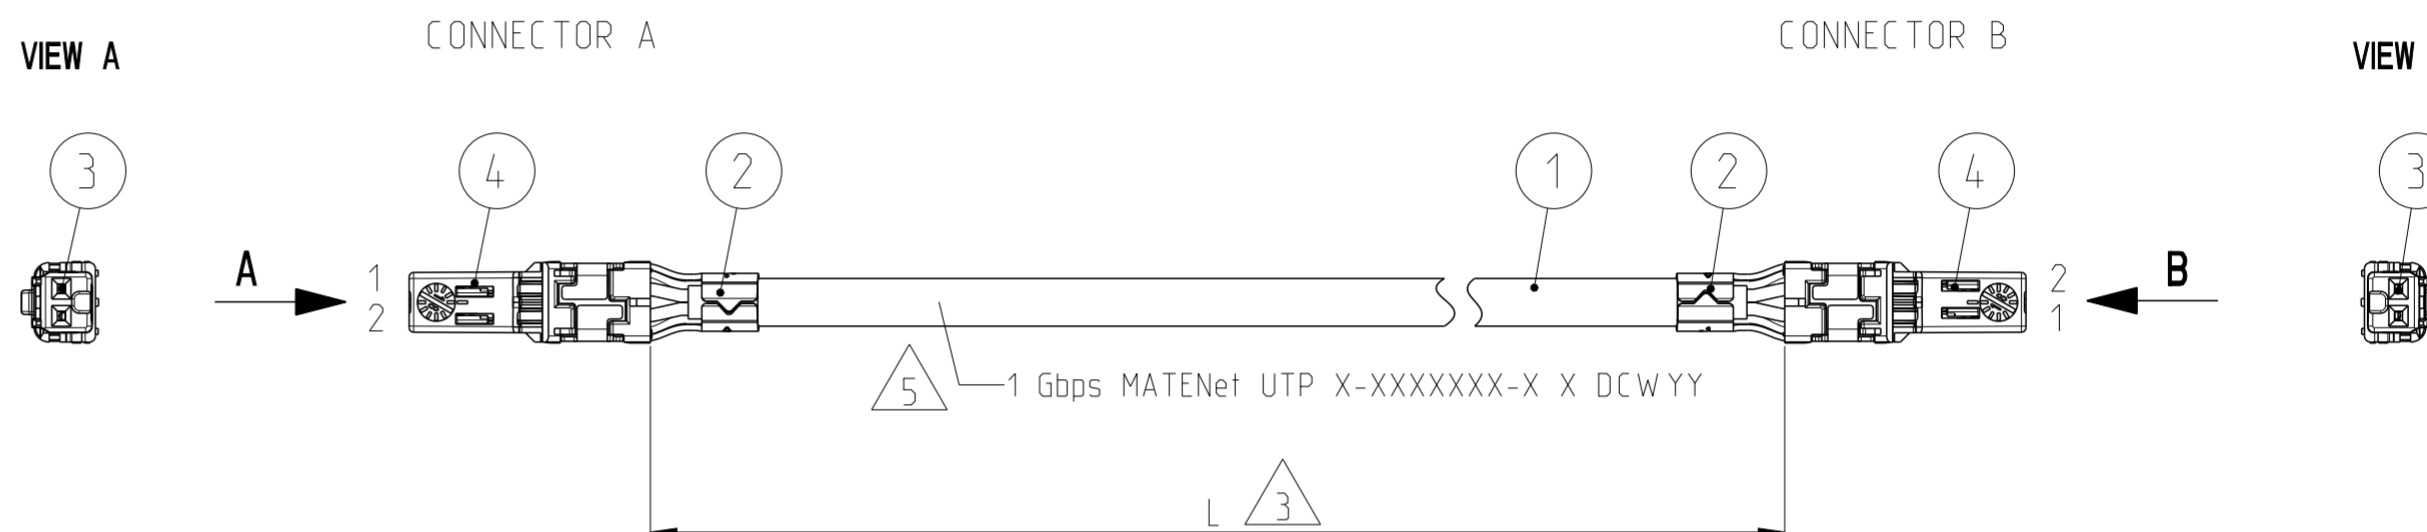 CONNECTOR A
CONNECTOR B
VIEW A
VIEW
3
4
2
1
2
4
3
A
1
2
2
1
B
5
1 Gbps MATENet UTP X-XXXXXXX-X X DCWYY
L
3